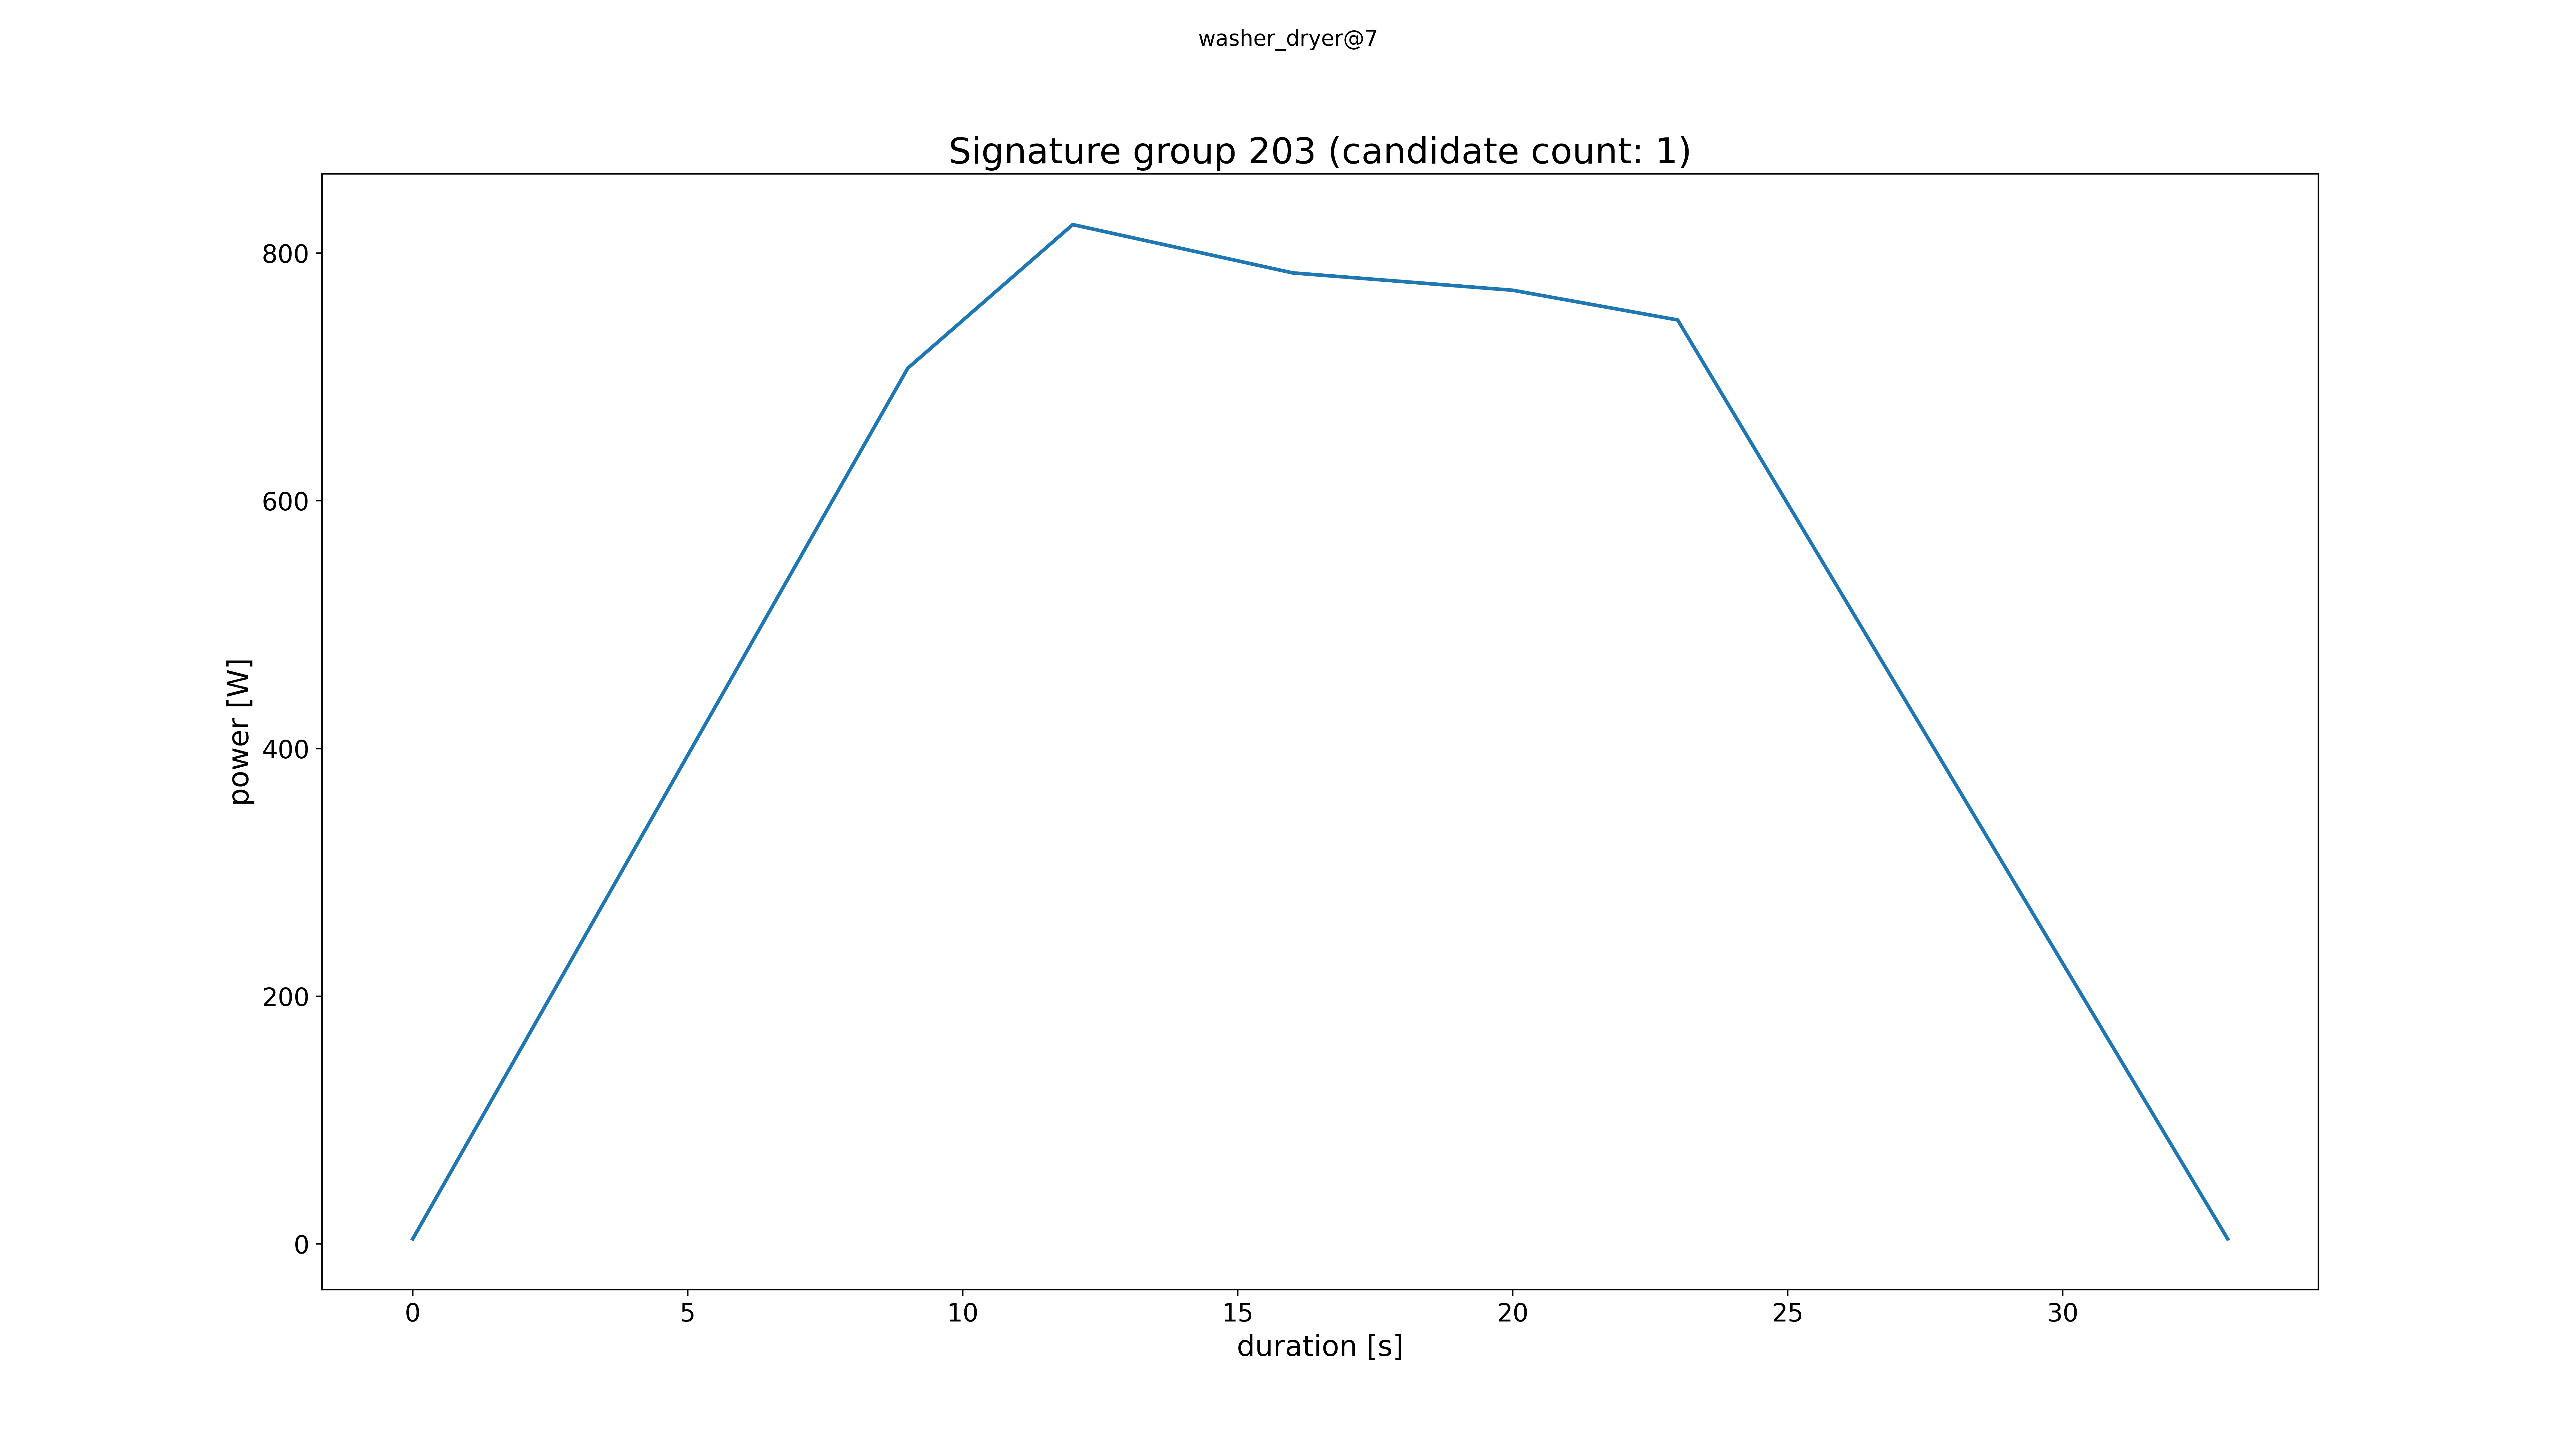 washer_dryer@7
Signature group 203 (candidate count: 1)
800
600
400
200
0
power [W]
0 5 10 15 20 25 30
duration [s]